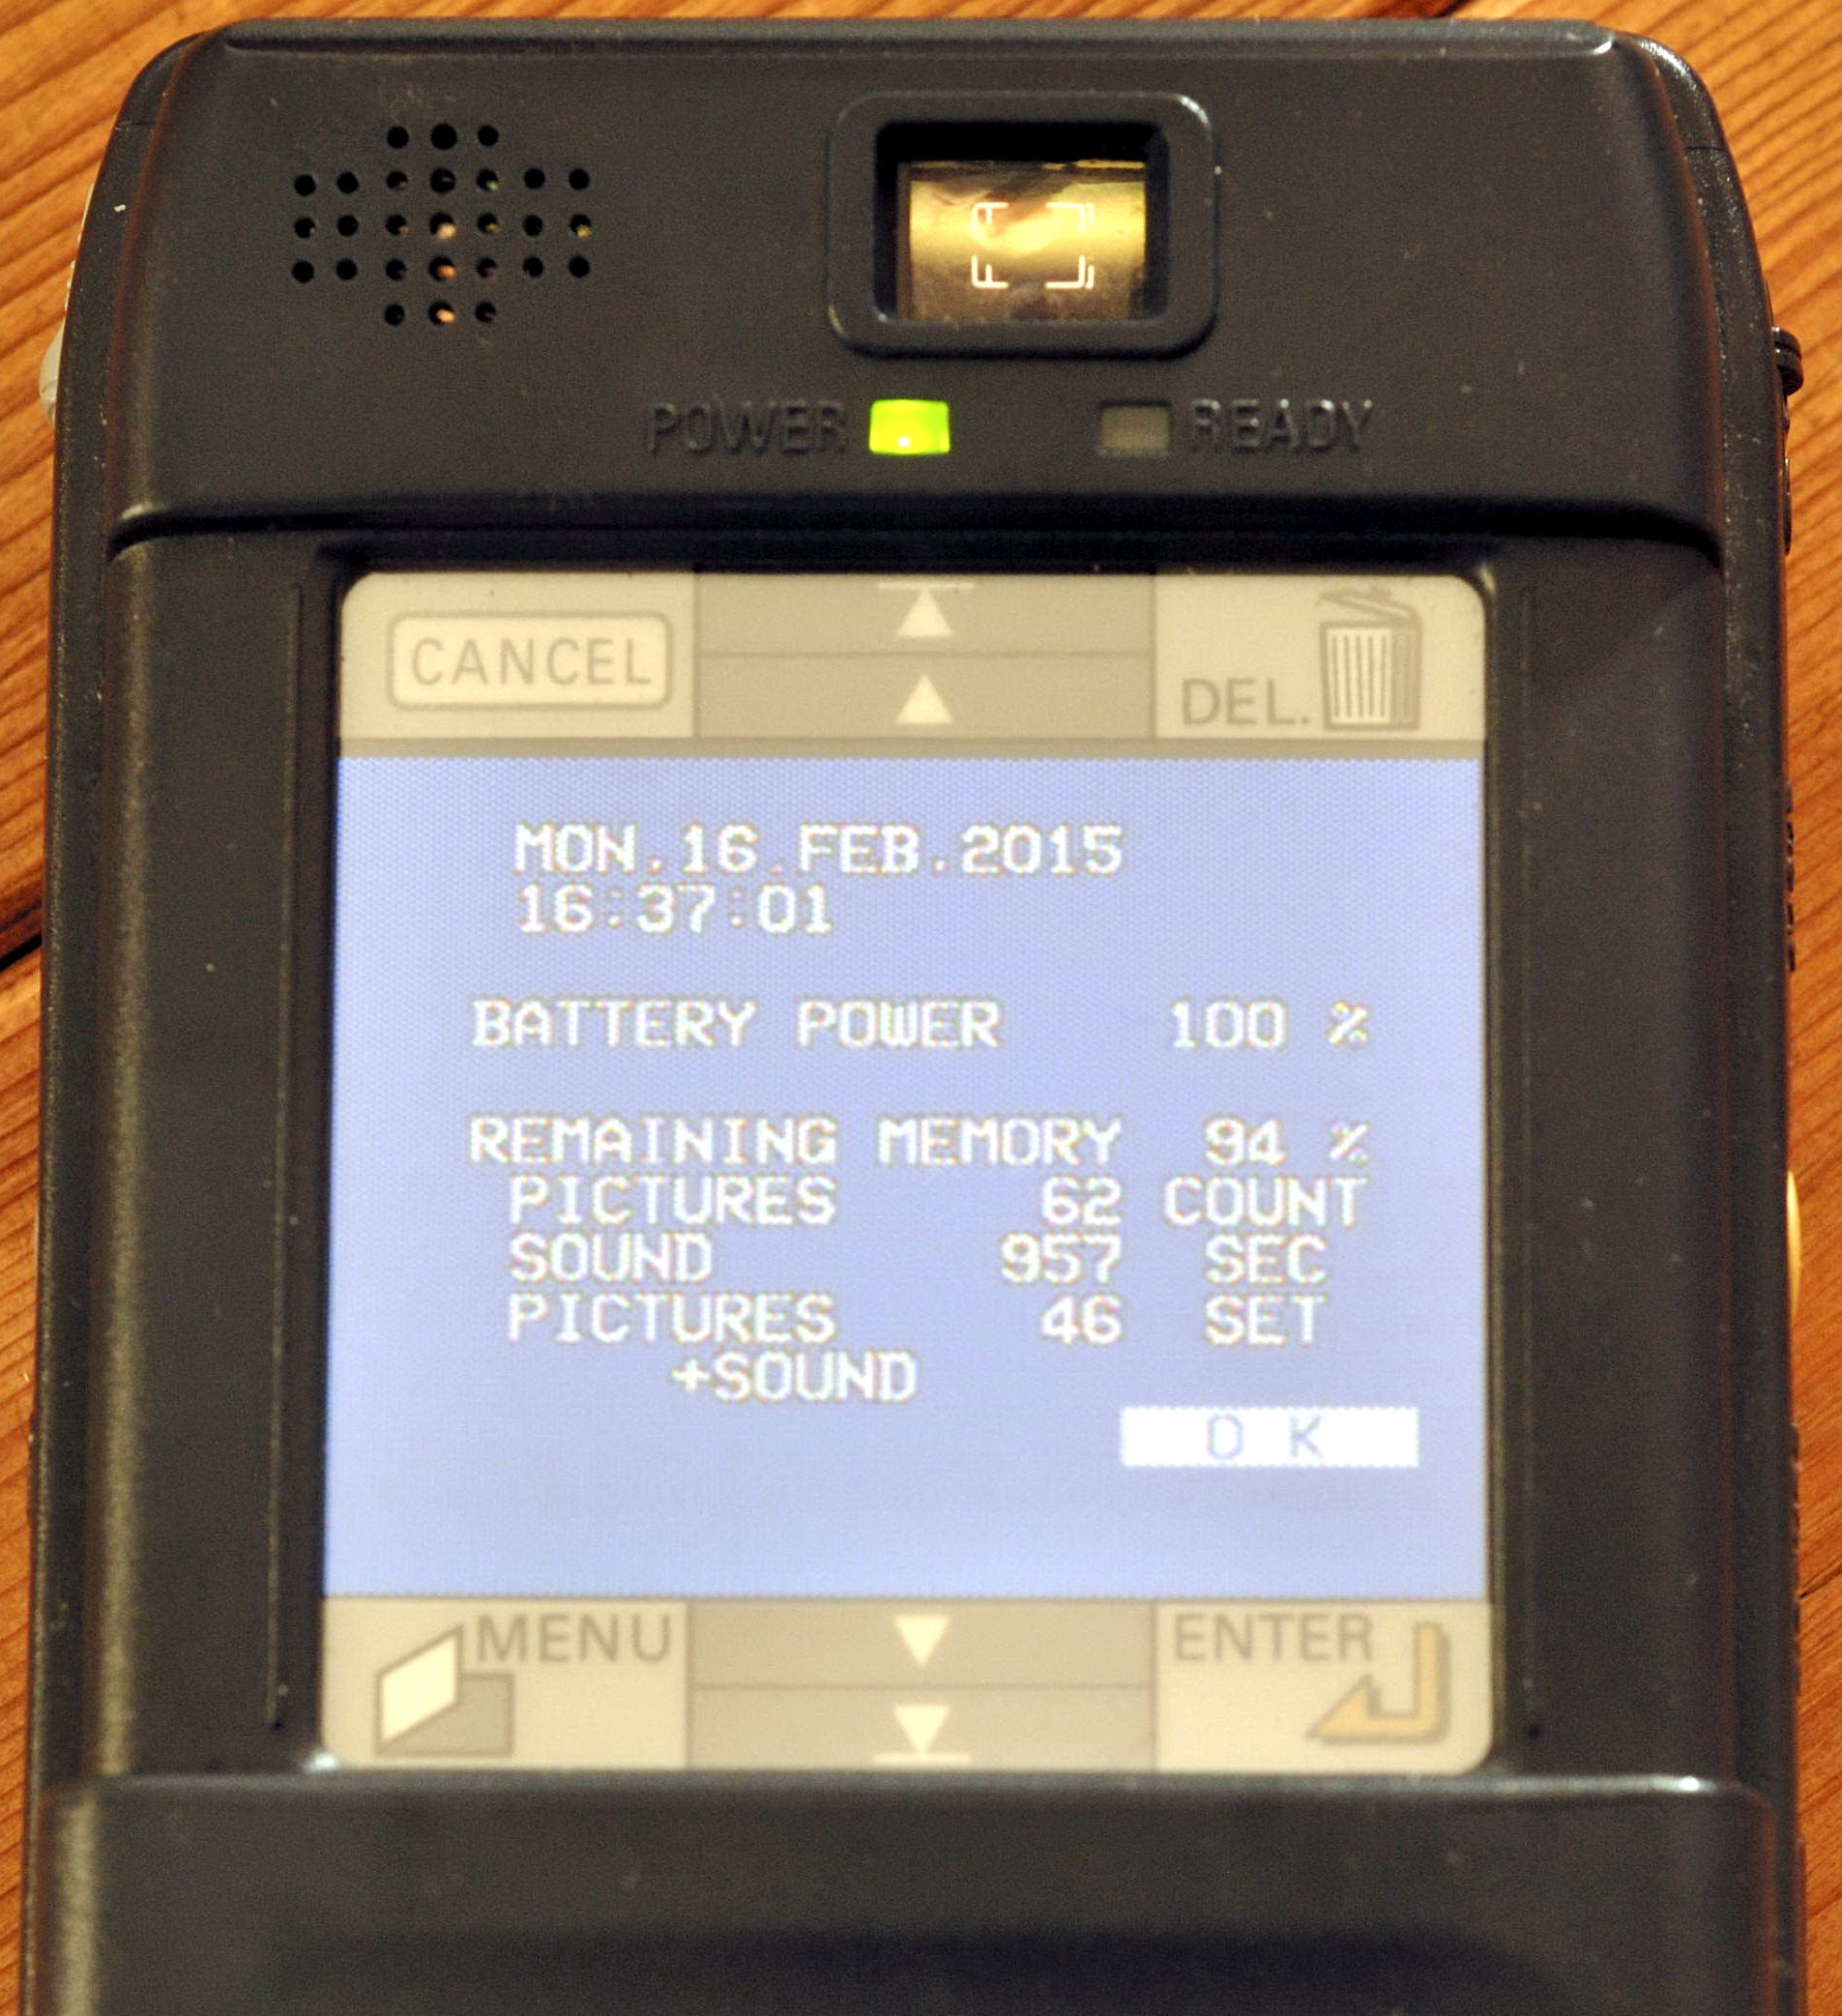 POWER READY
CANCEL
DEL.
MON.16.FEB.2015
16:37:01
BATTERY POWER 100 %
REMAINING MEMORY 94 %
PICTURES 62 COUNT
SOUND 957 SEC
PICTURES 46 SET
+SOUND
OK
MENU
ENTER